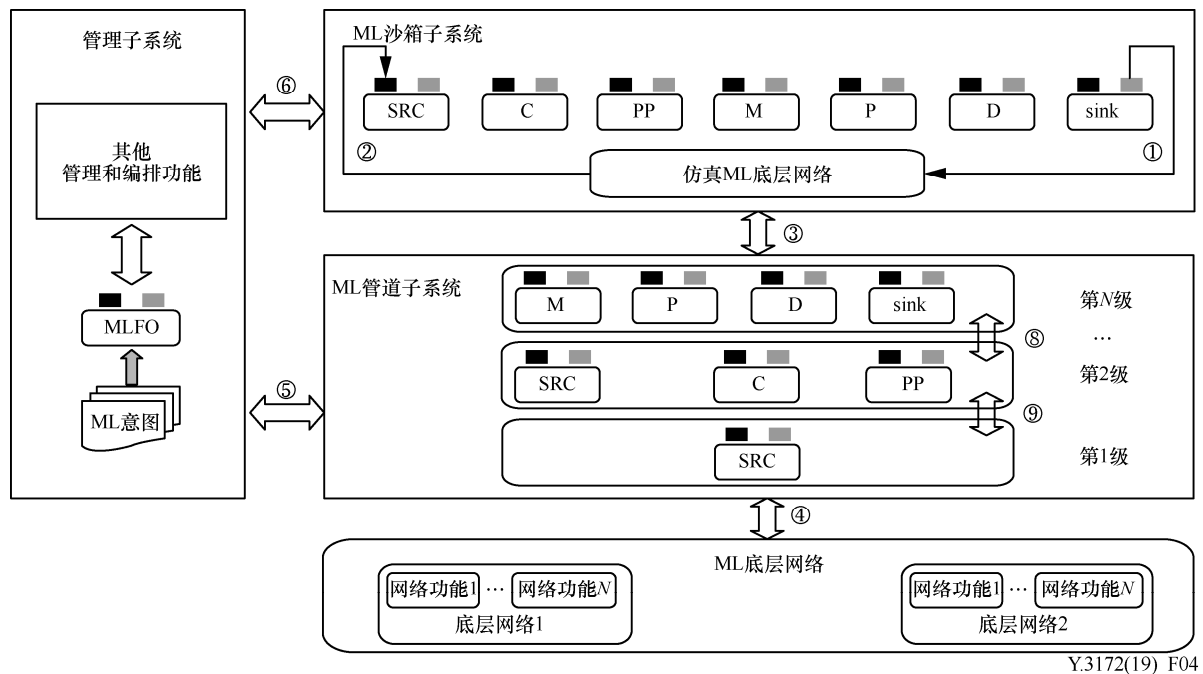 管理子系统
其他
管理和编排功能
MLFO
ML意图
⑥
⑤
ML沙箱子系统
SRC
C
PP
M
P
D
sink
②
①
仿真ML底层网络
③
ML管道子系统
M
P
D
sink
第N级
⑧
…
SRC
C
PP
第2级
⑨
SRC
第1级
④
ML底层网络
网络功能1 … 网络功能N
底层网络1
网络功能1 … 网络功能N
底层网络2
Y.3172(19) F04